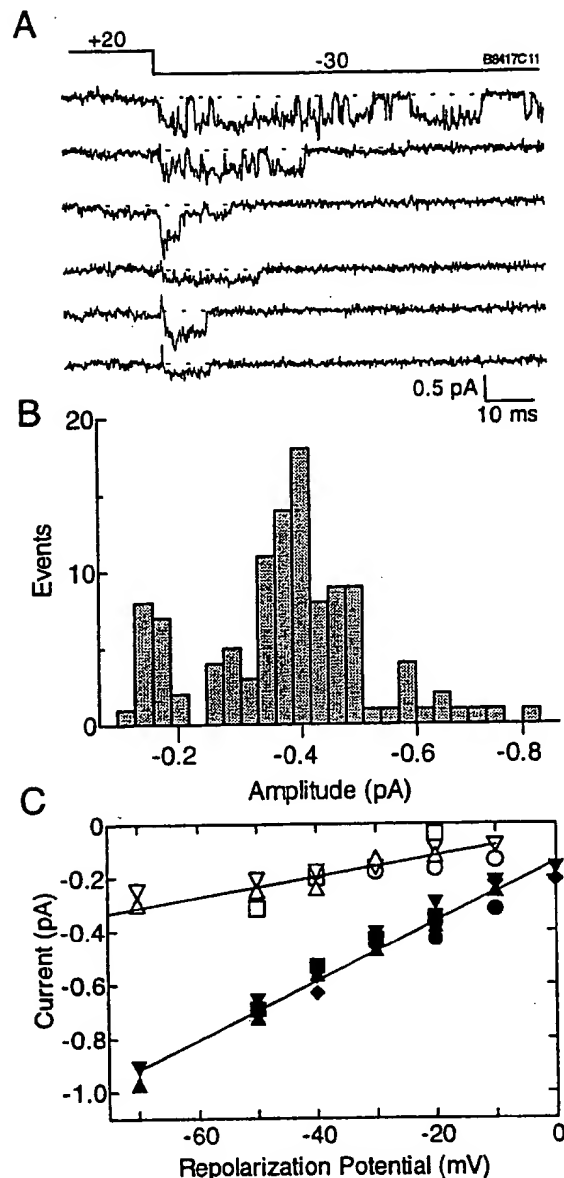 A
+20
-30
B8417C11
0.5 pA
10 ms
B
20
10
0
Events
-0.2
-0.4
-0.6
-0.8
Amplitude (pA)
C
0
-0.2
-0.4
-0.6
-0.8
-1.0
Current (pA)
-60
-40
-20
0
Repolarization Potential (mV)